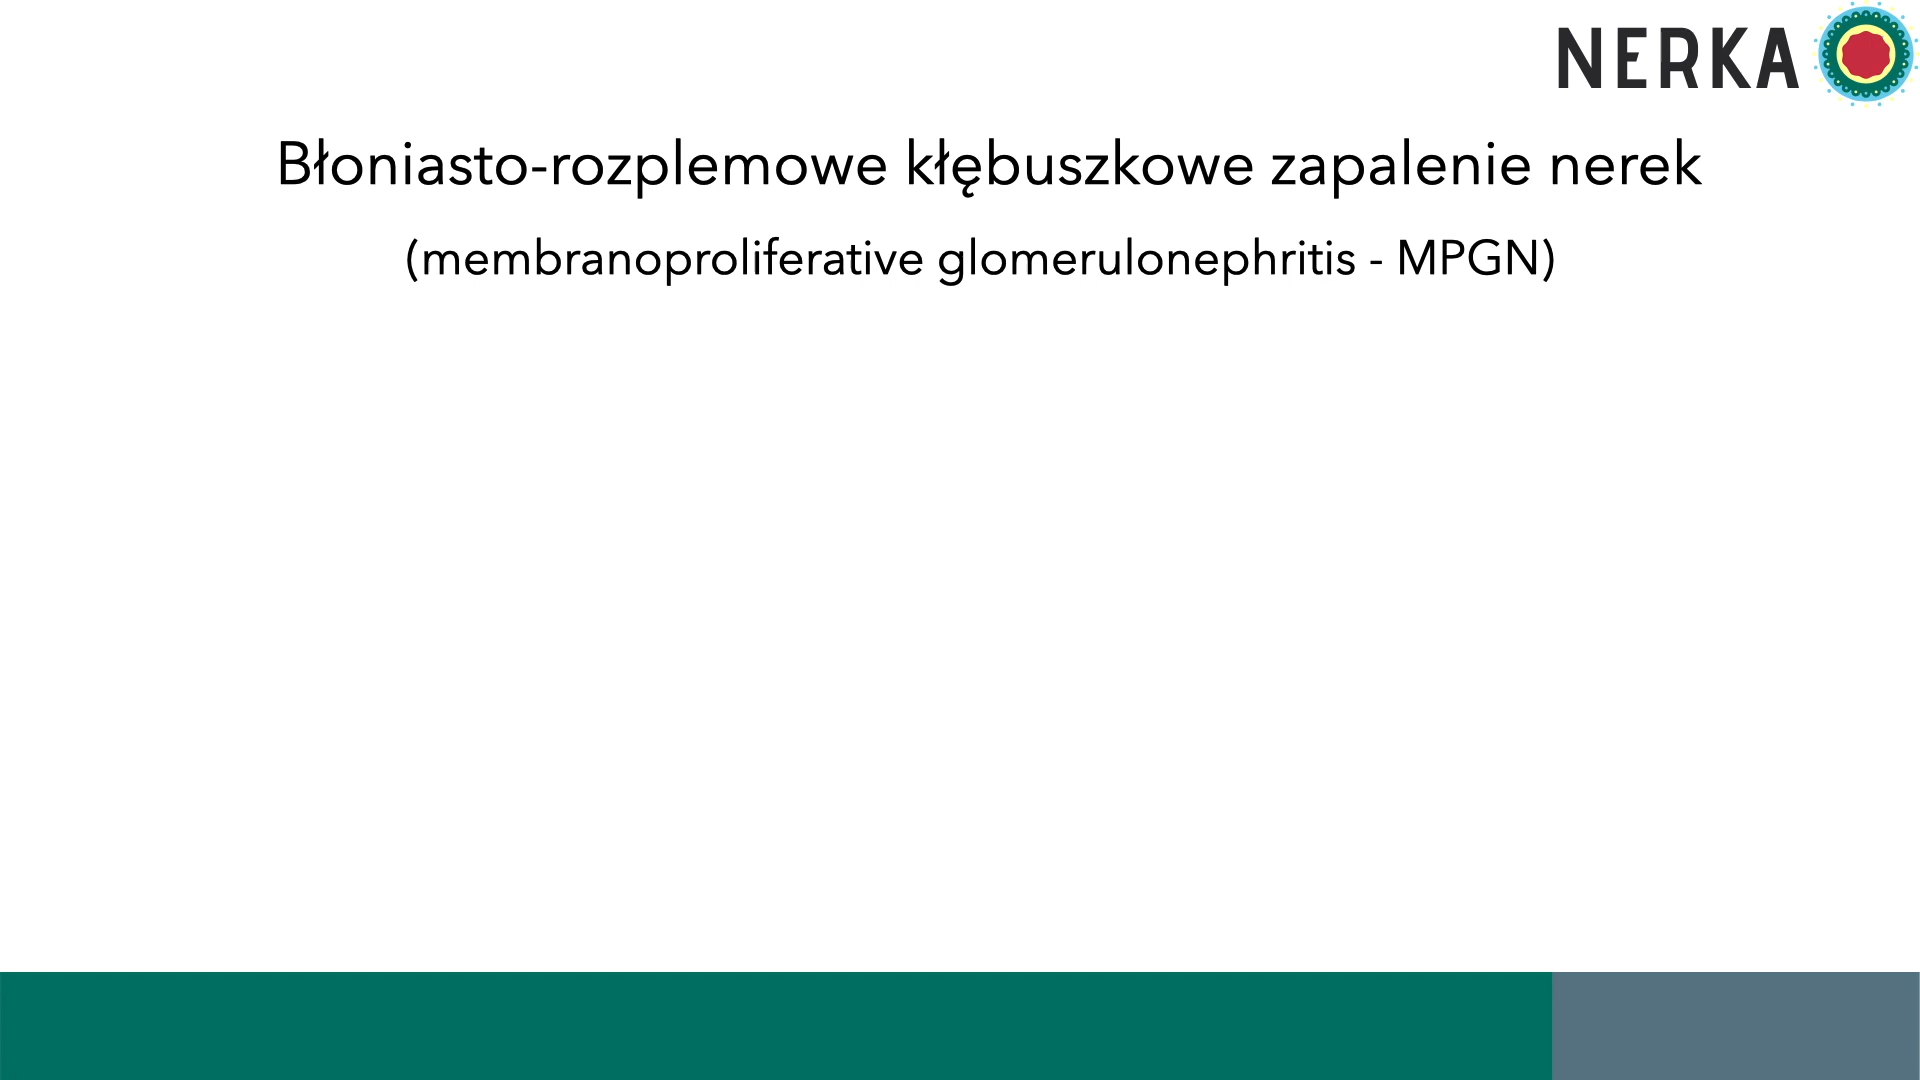 NERKA
Błoniasto-rozplemowe kłębuszkowe zapalenie nerek
(membranoproliferative glomerulonephritis - MPGN)